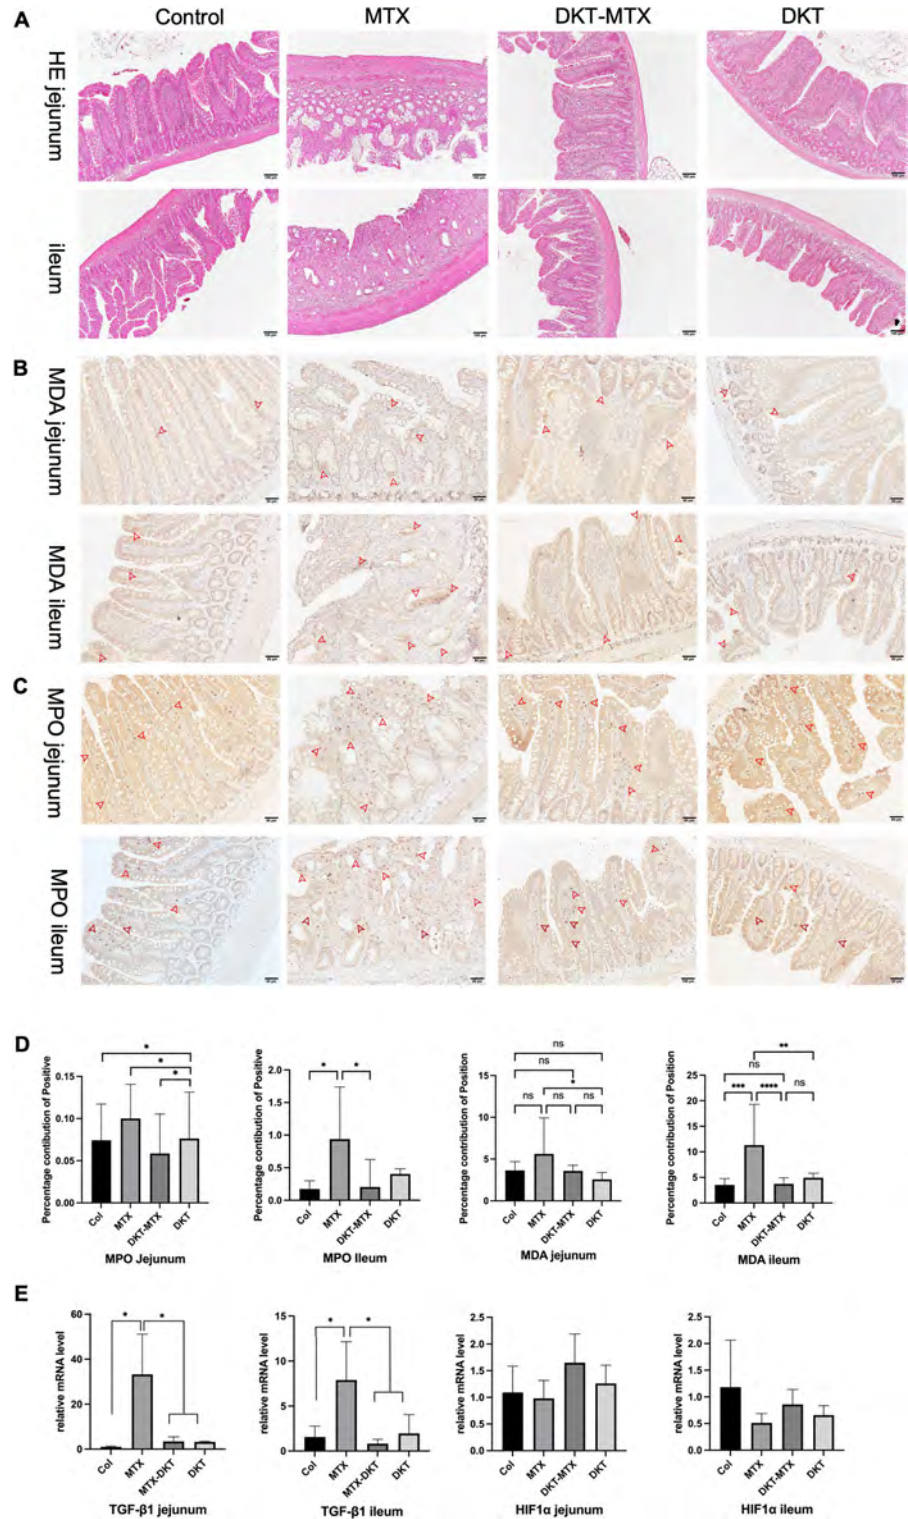 A
Control
MTX
DKT-MTX
DKT
HE jejunum
ileum
B
MDA jejunum
MDA ileum
C
MPO jejunum
MPO ileum
D
Percentage contibution of Positive
0.15
0.10
0.05
0.00
*
*
*
Col
MTX
DKT-MTX
DKT
MPO Jejunum
Percentage contribution of Positive
2.0
1.5
1.0
0.5
0.0
*
*
Col
MTX
DKT-MTX
DKT
MPO Ileum
Percentage contribution of Positive
15
10
5
0
ns
ns
*
ns
ns
ns
Col
MTX
DKT-MTX
DKT
MDA jejunum
Percentage contribution of Position
25
20
15
10
5
0
**
ns
***
****
ns
Col
MTX
DKT-MTX
DKT
MDA ileum
E
relative mRNA level
60
40
20
0
*
*
Col
MTX
MTX-DKT
DKT
TGF-β1 jejunum
relative mRNA level
15
10
5
0
*
*
Col
MTX
MTX-DKT
DKT
TGF-β1 ileum
relative mRNA level
2.5
2.0
1.5
1.0
0.5
0.0
Col
MTX
DKT-MTX
DKT
HIF1α jejunum
relative mRNA level
2.5
2.0
1.5
1.0
0.5
0.0
Col
MTX
DKT-MTX
DKT
HIF1α ileum